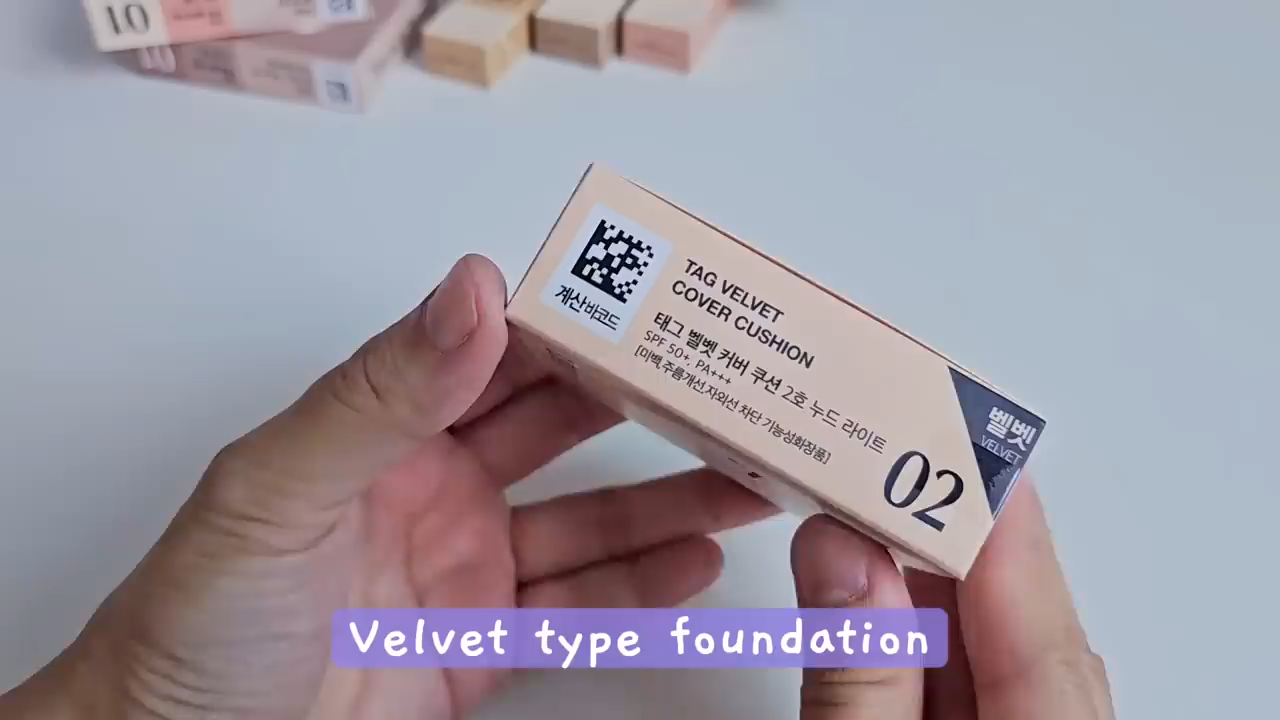 01
계산바코드
TAG VELVET
COVER CUSHION
태그 벨벳 커버 쿠션 2호 누드 라이트
SPF 50+, PA+++
[미백,주름개선,자외선 차단 기능성화장품]
02
벨벳
VELVET
Velvet type foundation